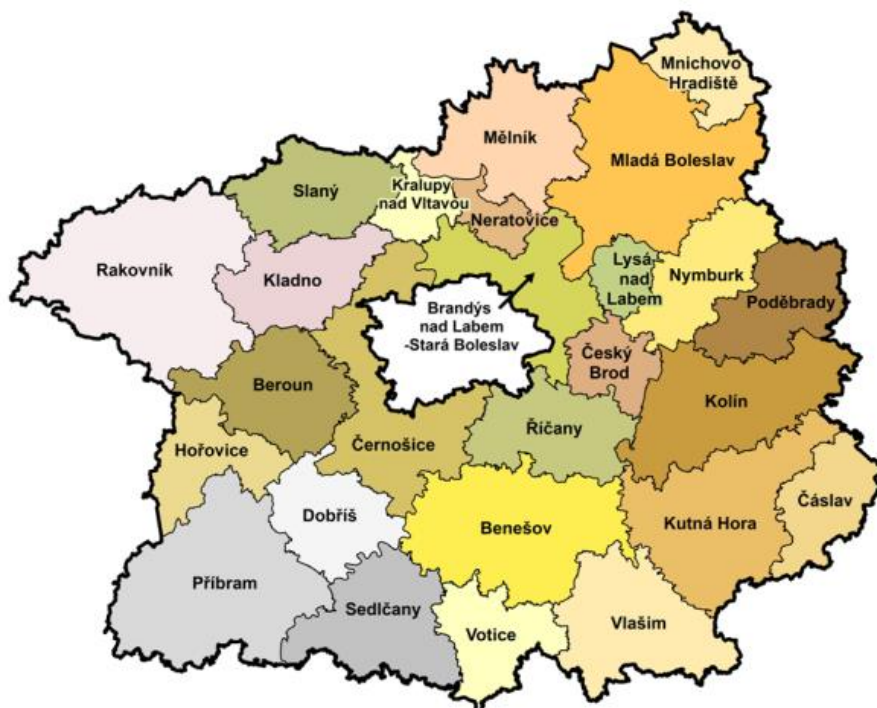 Mnichovo
Hradiště
Mělník
Mladá Boleslav
Slaný
Kralupy
nad Vltavou
Neratovice
Rakovník
Kladno
Lysá
nad
Labem
Nymburk
Poděbrady
Brandýs
nad Labem
-Stará Boleslav
Český
Brod
Beroun
Kolín
Říčany
Černošice
Hořovice
Čáslav
Dobříš
Kutná Hora
Benešov
Příbram
Sedlčany
Votice
Vlašim